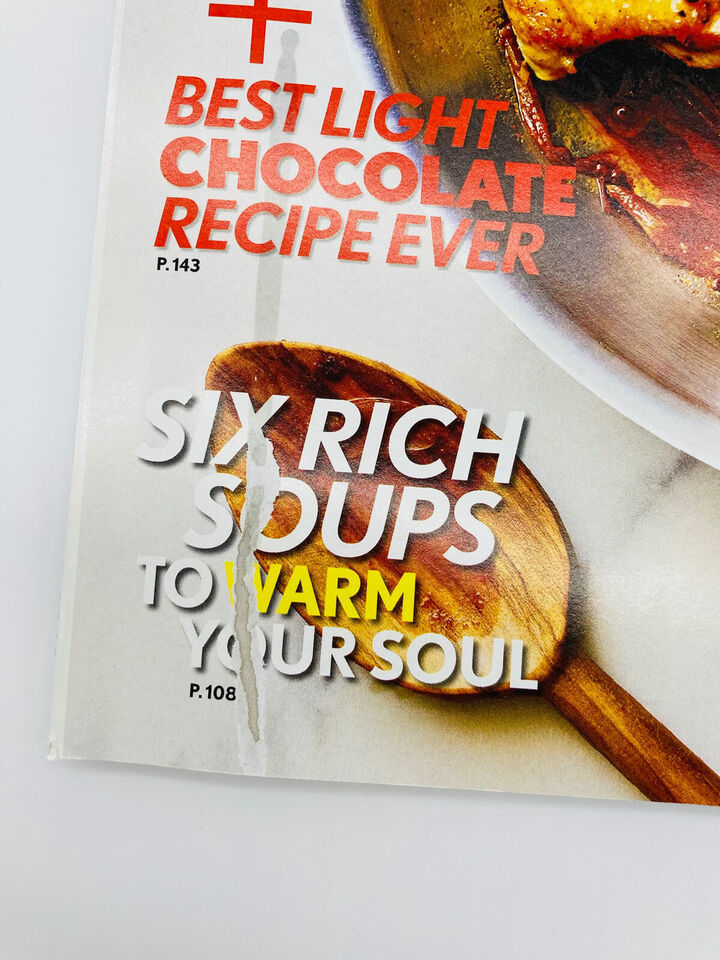 +
BEST LIGHT
CHOCOLATE
RECIPE EVER
P. 143
SIX RICH
SOUPS
TO WARM
YOUR SOUL
P. 108